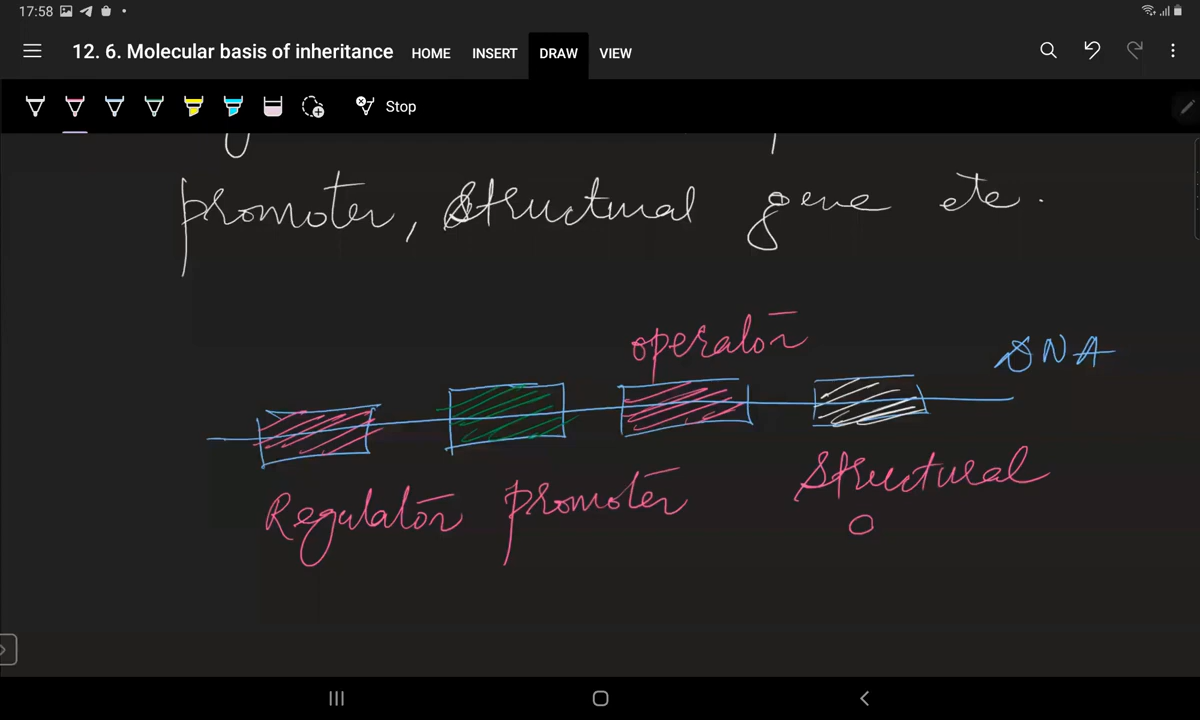 17:58
12. 6. Molecular basis of inheritance HOME INSERT DRAW VIEW
Stop
promoter, Structural gene etc.
operator
DNA
Regulator promoter Structural